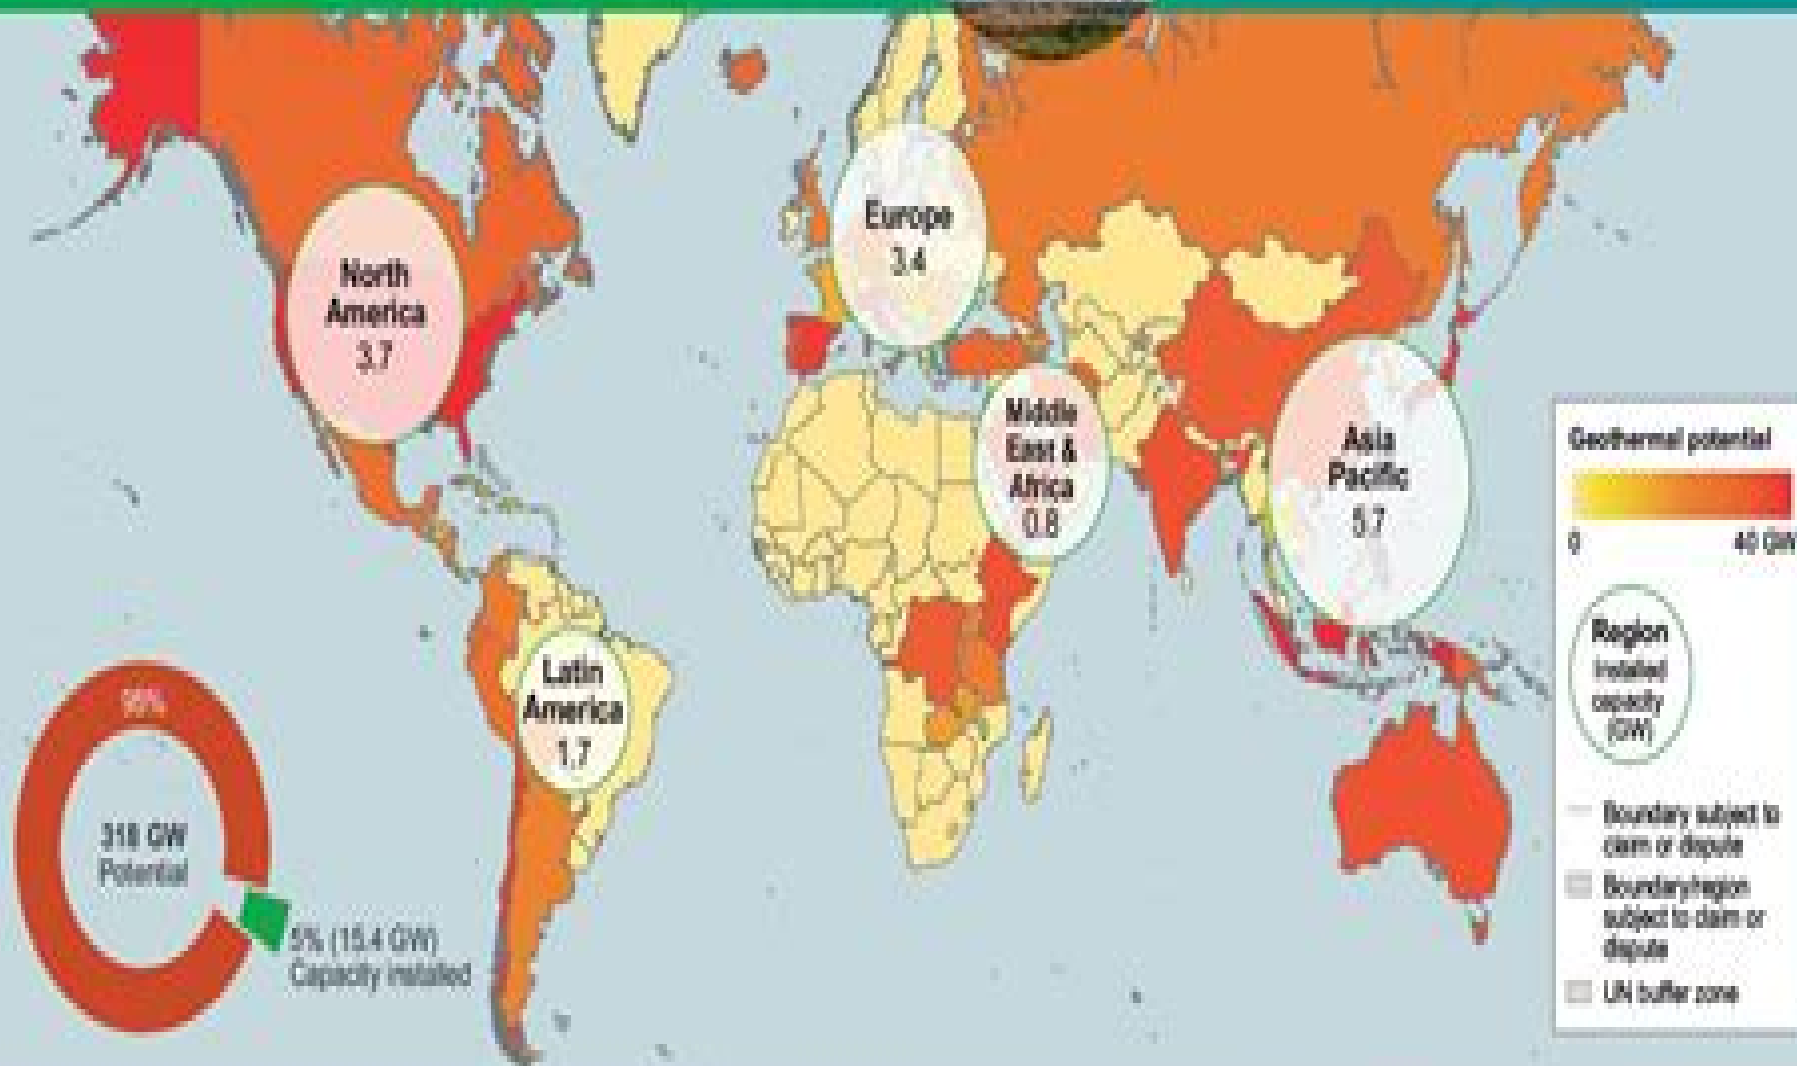 North
America
3.7
Europe
3.4
Middle
East &
Africa
0.8
Asia
Pacific
5.7
Latin
America
1.7
95%
318 GW
Potential
5% (15.4 GW)
Capacity installed
Geothermal potential
0
40 GW
Region
installed
capacity
(GW)
Boundary subject to
claim or dispute
Boundary/region
subject to claim or
dispute
UN buffer zone